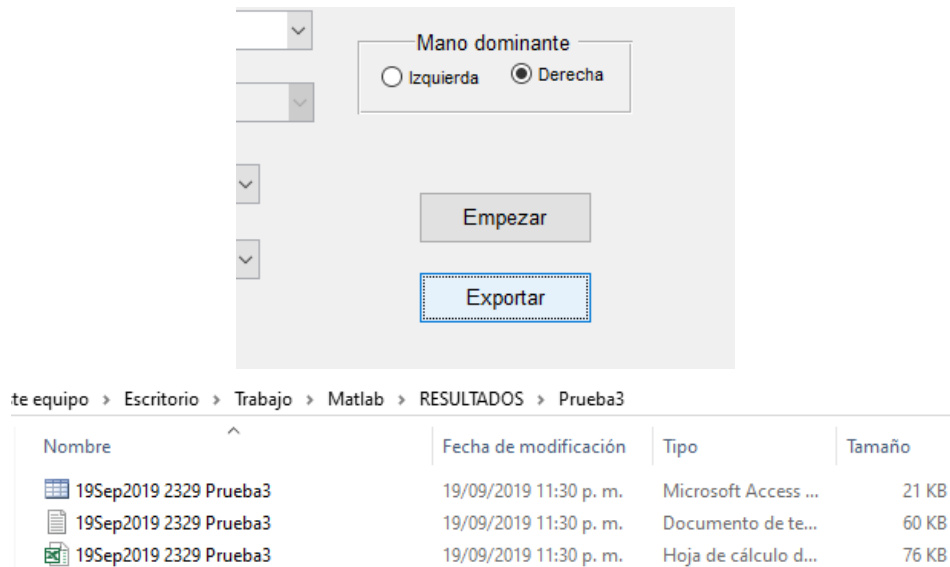 Mano dominante
Izquierda Derecha
Empezar
Exportar
te equipo > Escritorio > Trabajo > Matlab > RESULTADOS > Prueba3
Nombre Fecha de modificación Tipo Tamaño
19Sep2019 2329 Prueba3 19/09/2019 11:30 p. m. Microsoft Access ... 21 KB
19Sep2019 2329 Prueba3 19/09/2019 11:30 p. m. Documento de te... 60 KB
19Sep2019 2329 Prueba3 19/09/2019 11:30 p. m. Hoja de cálculo d... 76 KB